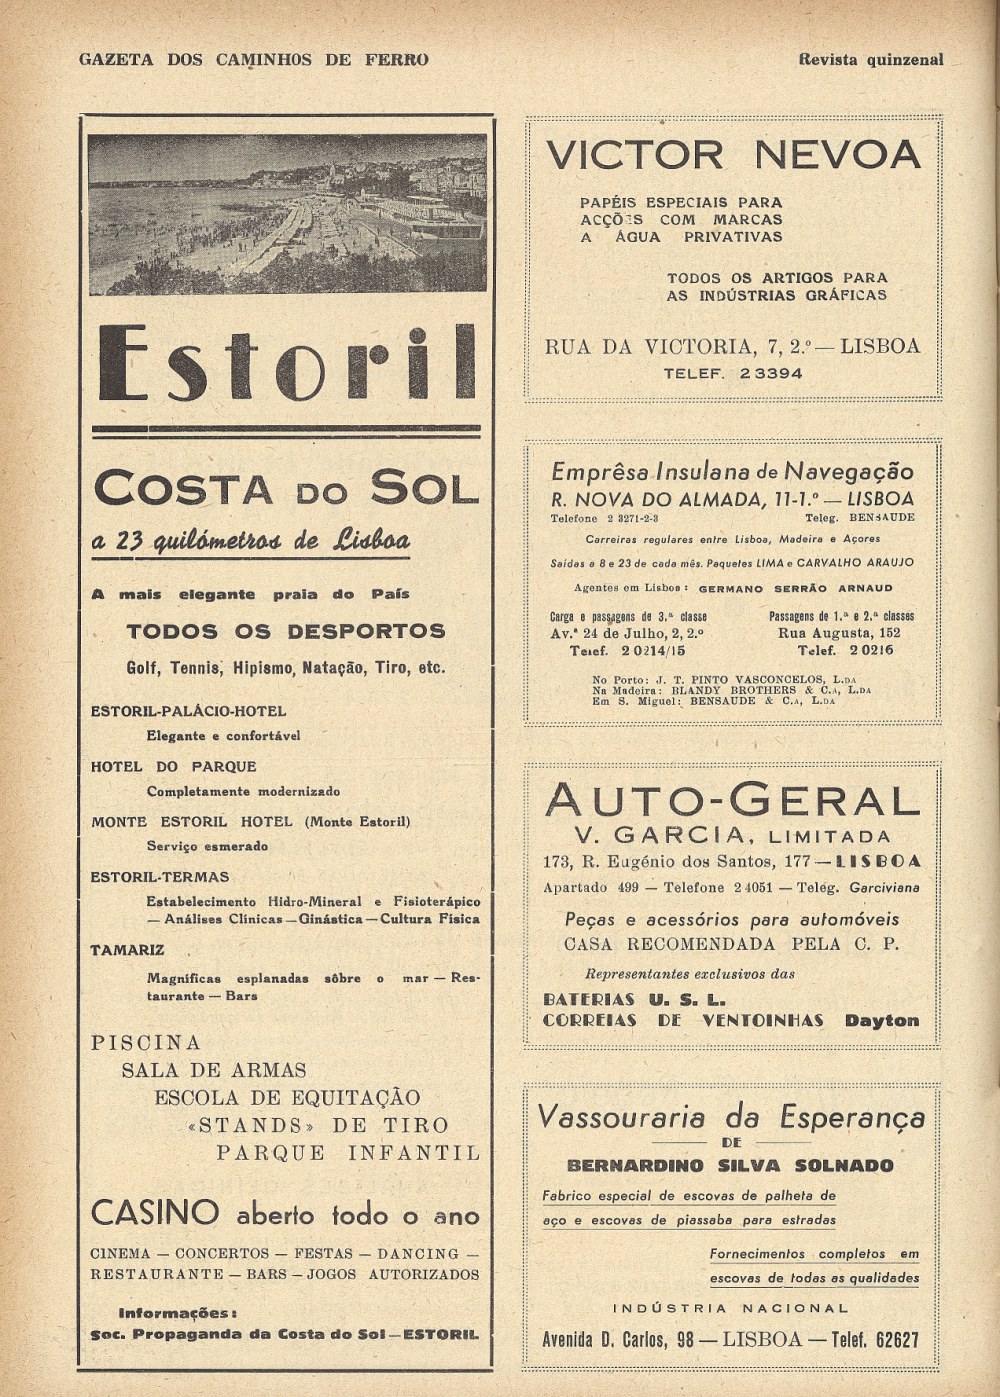 GAZETA DOS CAMINHOS DE FERRO
Revista quinzenal
Estoril
COSTA DO SOL
a 23 quilómetros de Lisboa
A mais elegante praia do País
TODOS OS DESPORTOS
Golf, Tennis, Hipismo, Natação, Tiro, etc.
ESTORIL-PALÁCIO-HOTEL
Elegante e confortável
HOTEL DO PARQUE
Completamente modernizado
MONTE ESTORIL HOTEL (Monte Estoril)
Serviço esmerado
ESTORIL-TERMAS
Estabelecimento Hidro-Mineral e Fisioterápico
— Análises Clínicas — Ginástica — Cultura Física
TAMARIZ
Magníficas esplanadas sôbre o mar — Res-
taurante — Bars
PISCINA
SALA DE ARMAS
ESCOLA DE EQUITAÇÃO
«STANDS» DE TIRO
PARQUE INFANTIL
CASINO aberto todo o ano
CINEMA — CONCERTOS — FESTAS — DANCING —
RESTAURANTE — BARS — JOGOS AUTORIZADOS
Informações:
Soc. Propaganda da Costa do Sol — ESTORIL
VICTOR NEVOA
PAPÉIS ESPECIAIS PARA
ACÇÕES COM MARCAS
A ÁGUA PRIVATIVAS
TODOS OS ARTIGOS PARA
AS INDÚSTRIAS GRÁFICAS
RUA DA VICTORIA, 7, 2.º — LISBOA
TELEF. 2 3394
Emprêsa Insulana de Navegação
R. NOVA DO ALMADA, 11-1.º — LISBOA
Telefone 2 3271-2-3 Teleg. BENSAUDE
Carreiras regulares entre Lisboa, Madeira e Açores
Saídas a 8 e 23 de cada mês. Paquetes LIMA e CARVALHO ARAUJO
Agentes em Lisboa: GERMANO SERRÃO ARNAUD
Carga e passagens de 3.ª classe
Av.ª 24 de Julho, 2, 2.º
Telef. 2 0214/15
Passagens de 1.ª e 2.ª classes
Rua Augusta, 152
Telef. 2 0216
No Porto: J. T. PINTO VASCONCELOS, L.DA
Na Madeira: BLANDY BROTHERS & C.A, L.DA
Em S. Miguel: BENSAUDE & C.A, L.DA
AUTO-GERAL
V. GARCIA, LIMITADA
173, R. Eugénio dos Santos, 177 — LISBOA
Apartado 499 — Telefone 2 4051 — Teleg. Garciviana
Peças e acessórios para automóveis
CASA RECOMENDADA PELA C. P.
Representantes exclusivos das
BATERIAS U. S. L.
CORREIAS DE VENTOINHAS Dayton
Vassouraria da Esperança
DE
BERNARDINO SILVA SOLNADO
Fabrico especial de escovas de palheta de
aço e escovas de piassaba para estradas
Fornecimentos completos em
escovas de todas as qualidades
INDÚSTRIA NACIONAL
Avenida D. Carlos, 98 — LISBOA — Telef. 62627